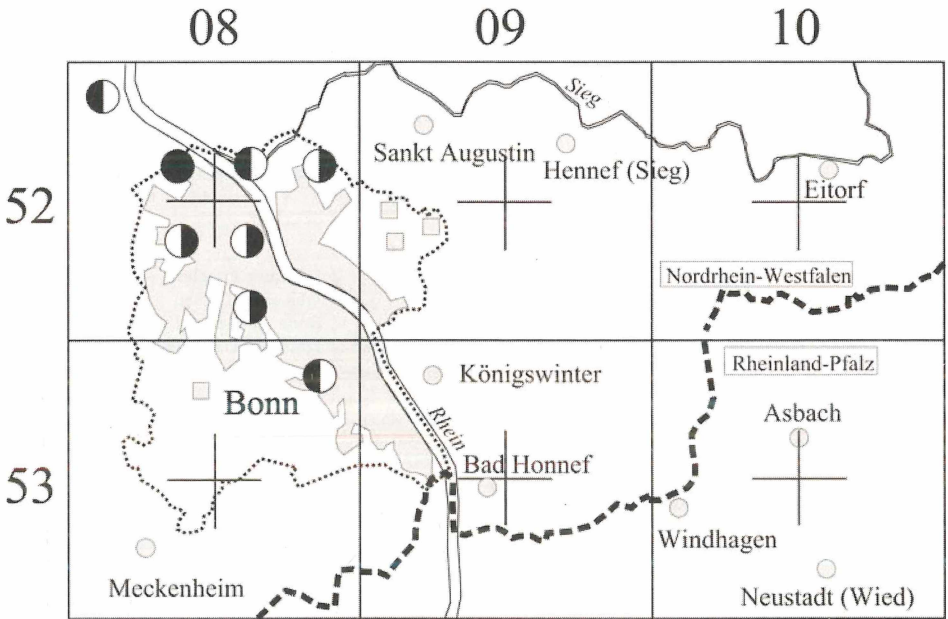 08 09 10
52
53
Sieg
Sankt Augustin
Hennef (Sieg)
Eitorf
Nordrhein-Westfalen
Rheinland-Pfalz
Königswinter
Bonn
Rhein
Asbach
Bad Honnef
Windhagen
Meckenheim
Neustadt (Wied)